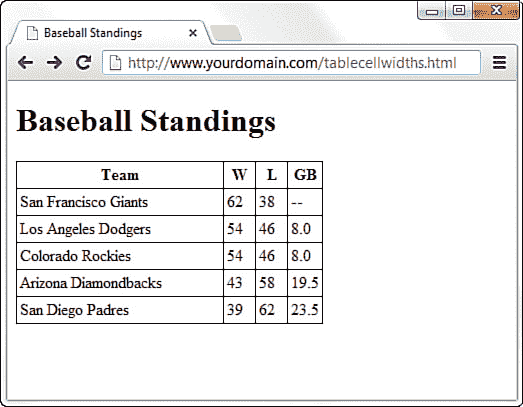 Baseball Standings
http://www.yourdomain.com/tablecellwidths.html
Baseball Standings
Team W L GB
San Francisco Giants 62 38 --
Los Angeles Dodgers 54 46 8.0
Colorado Rockies 54 46 8.0
Arizona Diamondbacks 43 58 19.5
San Diego Padres 39 62 23.5